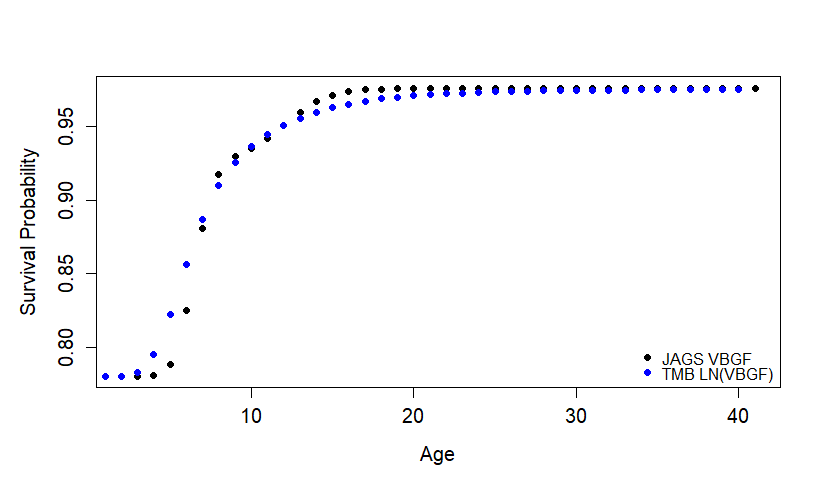 Survival Probability
0.95
0.90
0.85
0.80
JAGS VBGF
TMB LN(VBGF)
10 20 30 40
Age